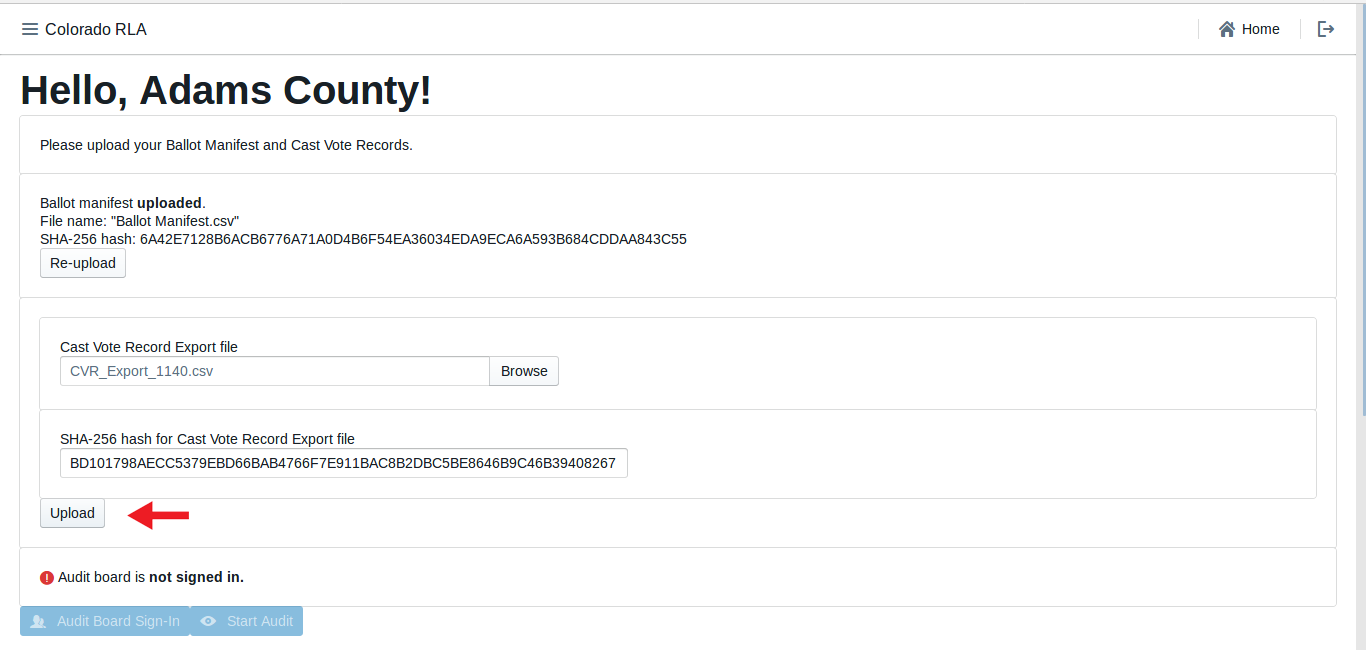 Colorado RLA
Home
Hello, Adams County!
Please upload your Ballot Manifest and Cast Vote Records.
Ballot manifest uploaded.
File name: "Ballot Manifest.csv"
SHA-256 hash: 6A42E7128B6ACB6776A71A0D4B6F54EA36034EDA9ECA6A593B684CDDAA843C55
Re-upload
Cast Vote Record Export file
CVR_Export_1140.csv Browse
SHA-256 hash for Cast Vote Record Export file
BD101798AECC5379EBD66BAB4766F7E911BAC8B2DBC5BE8646B9C46B39408267
Upload
Audit board is not signed in.
Audit Board Sign-In Start Audit